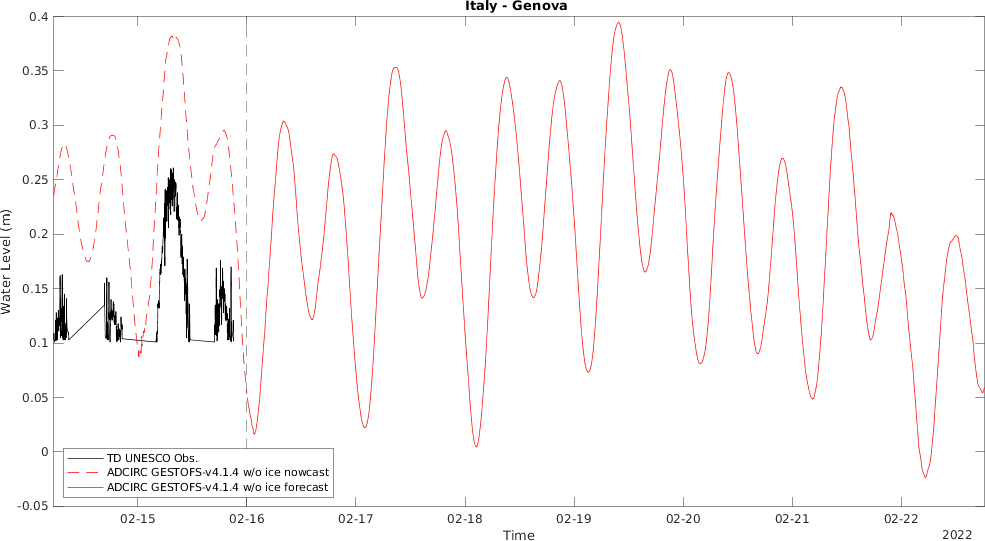 Italy - Genova
0.4
0.35
0.3
0.25
0.2
0.15
0.1
0.05
0
-0.05
Water Level (m)
TD UNESCO Obs.
ADCIRC GESTOFS-v4.1.4 w/o ice nowcast
ADCIRC GESTOFS-v4.1.4 w/o ice forecast
02-15 02-16 02-17 02-18 02-19 02-20 02-21 02-22
Time
2022